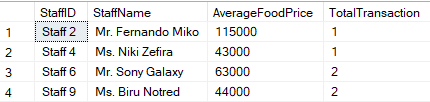 StaffID StaffName AverageFoodPrice TotalTransaction
1 Staff 2 Mr. Fernando Miko 115000 1
2 Staff 4 Ms. Niki Zefira 43000 1
3 Staff 6 Mr. Sony Galaxy 63000 2
4 Staff 9 Ms. Biru Notred 44000 2